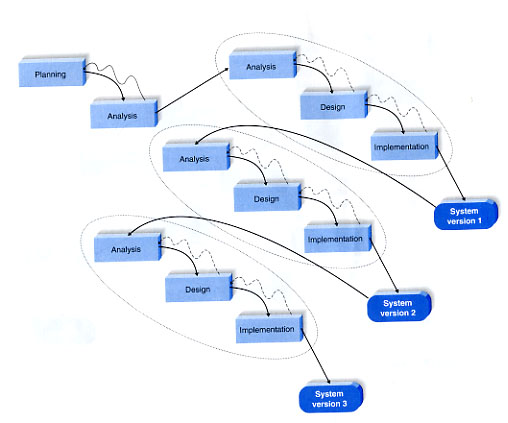 Planning
Analysis
Analysis
Design
Implementation
System
version 1
Analysis
Design
Implementation
System
version 2
Analysis
Design
Implementation
System
version 3